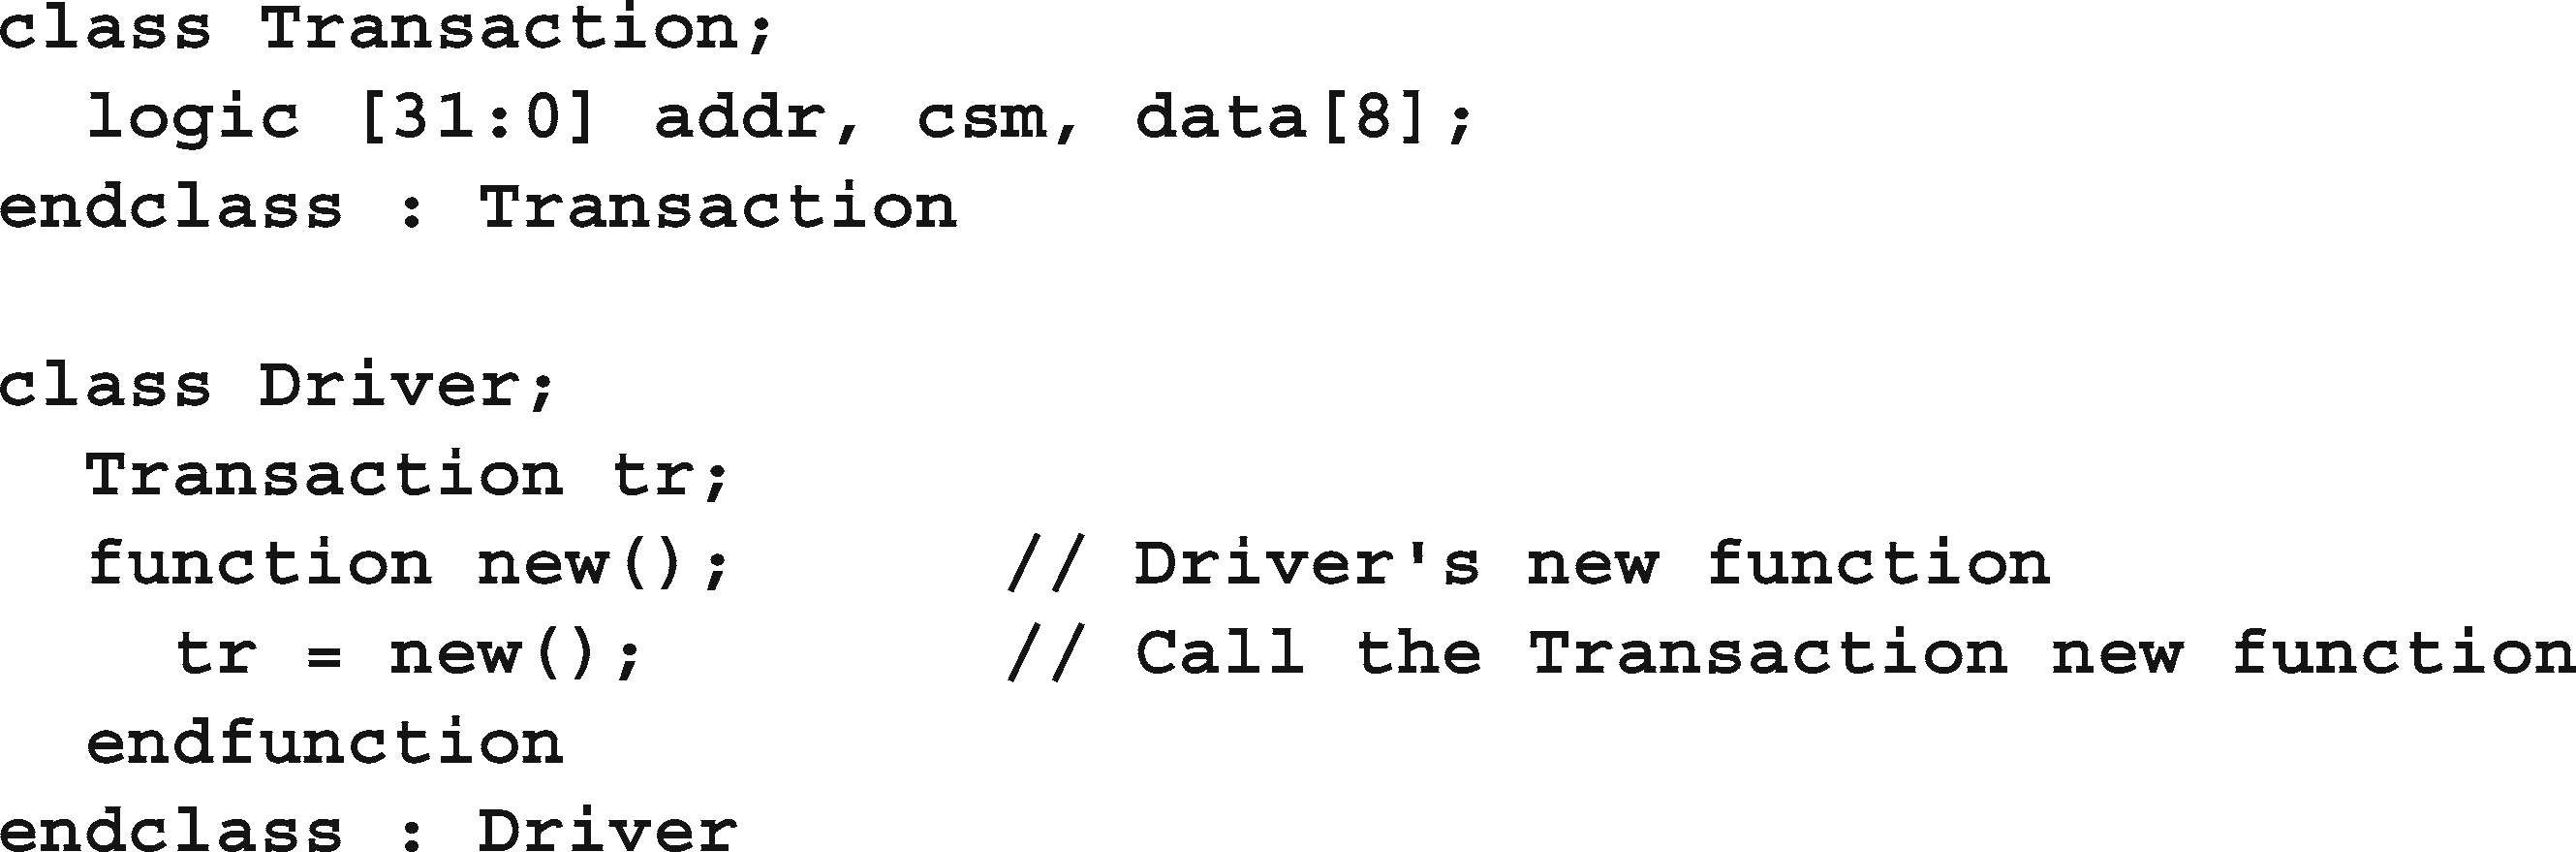 class Transaction;
  logic [31:0] addr, csm, data[8];
endclass : Transaction

class Driver;
  Transaction tr;
  function new();       // Driver's new function
    tr = new();         // Call the Transaction new function
  endfunction
endclass : Driver